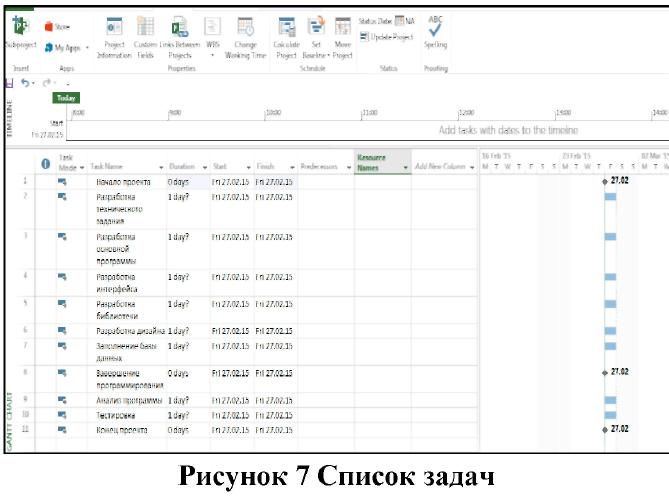 Store
My Apps
Subproject
Project Information
Custom Fields
Links Between Projects
WBS
Change Working Time
Calculate Project
Set Baseline
Move Project
Status Date: NA
Update Project
ABC
Spelling
Insert
Apps
Properties
Schedule
Status
Proofing
TIMELINE
Today
Start
Fri 27.02.15
8:00 9:00 10:00 11:00 12:00 13:00 14:00
Add tasks with dates to the timeline
Task Mode Task Name Duration Start Finish Predecessors Resource Names Add New Column
16 Feb '15 23 Feb '15 02 Mar '15
M T W T F S S M T W T F S S M T W
1 Начало проекта 0 days Fri 27.02.15 Fri 27.02.15 27.02
2 Разработка технического задания 1 day? Fri 27.02.15 Fri 27.02.15
3 Разработка основной программы 1 day? Fri 27.02.15 Fri 27.02.15
4 Разработка интерфейса 1 day? Fri 27.02.15 Fri 27.02.15
5 Разработка библиотеки 1 day? Fri 27.02.15 Fri 27.02.15
6 Разработка дизайна 1 day? Fri 27.02.15 Fri 27.02.15
7 Заполнение базы данных 1 day? Fri 27.02.15 Fri 27.02.15
8 Завершение программирования 0 days Fri 27.02.15 Fri 27.02.15 27.02
9 Анализ программы 1 day? Fri 27.02.15 Fri 27.02.15
10 Тестировка 1 day? Fri 27.02.15 Fri 27.02.15
11 Конец проекта 0 days Fri 27.02.15 Fri 27.02.15 27.02
GANTT CHART
Рисунок 7 Список задач